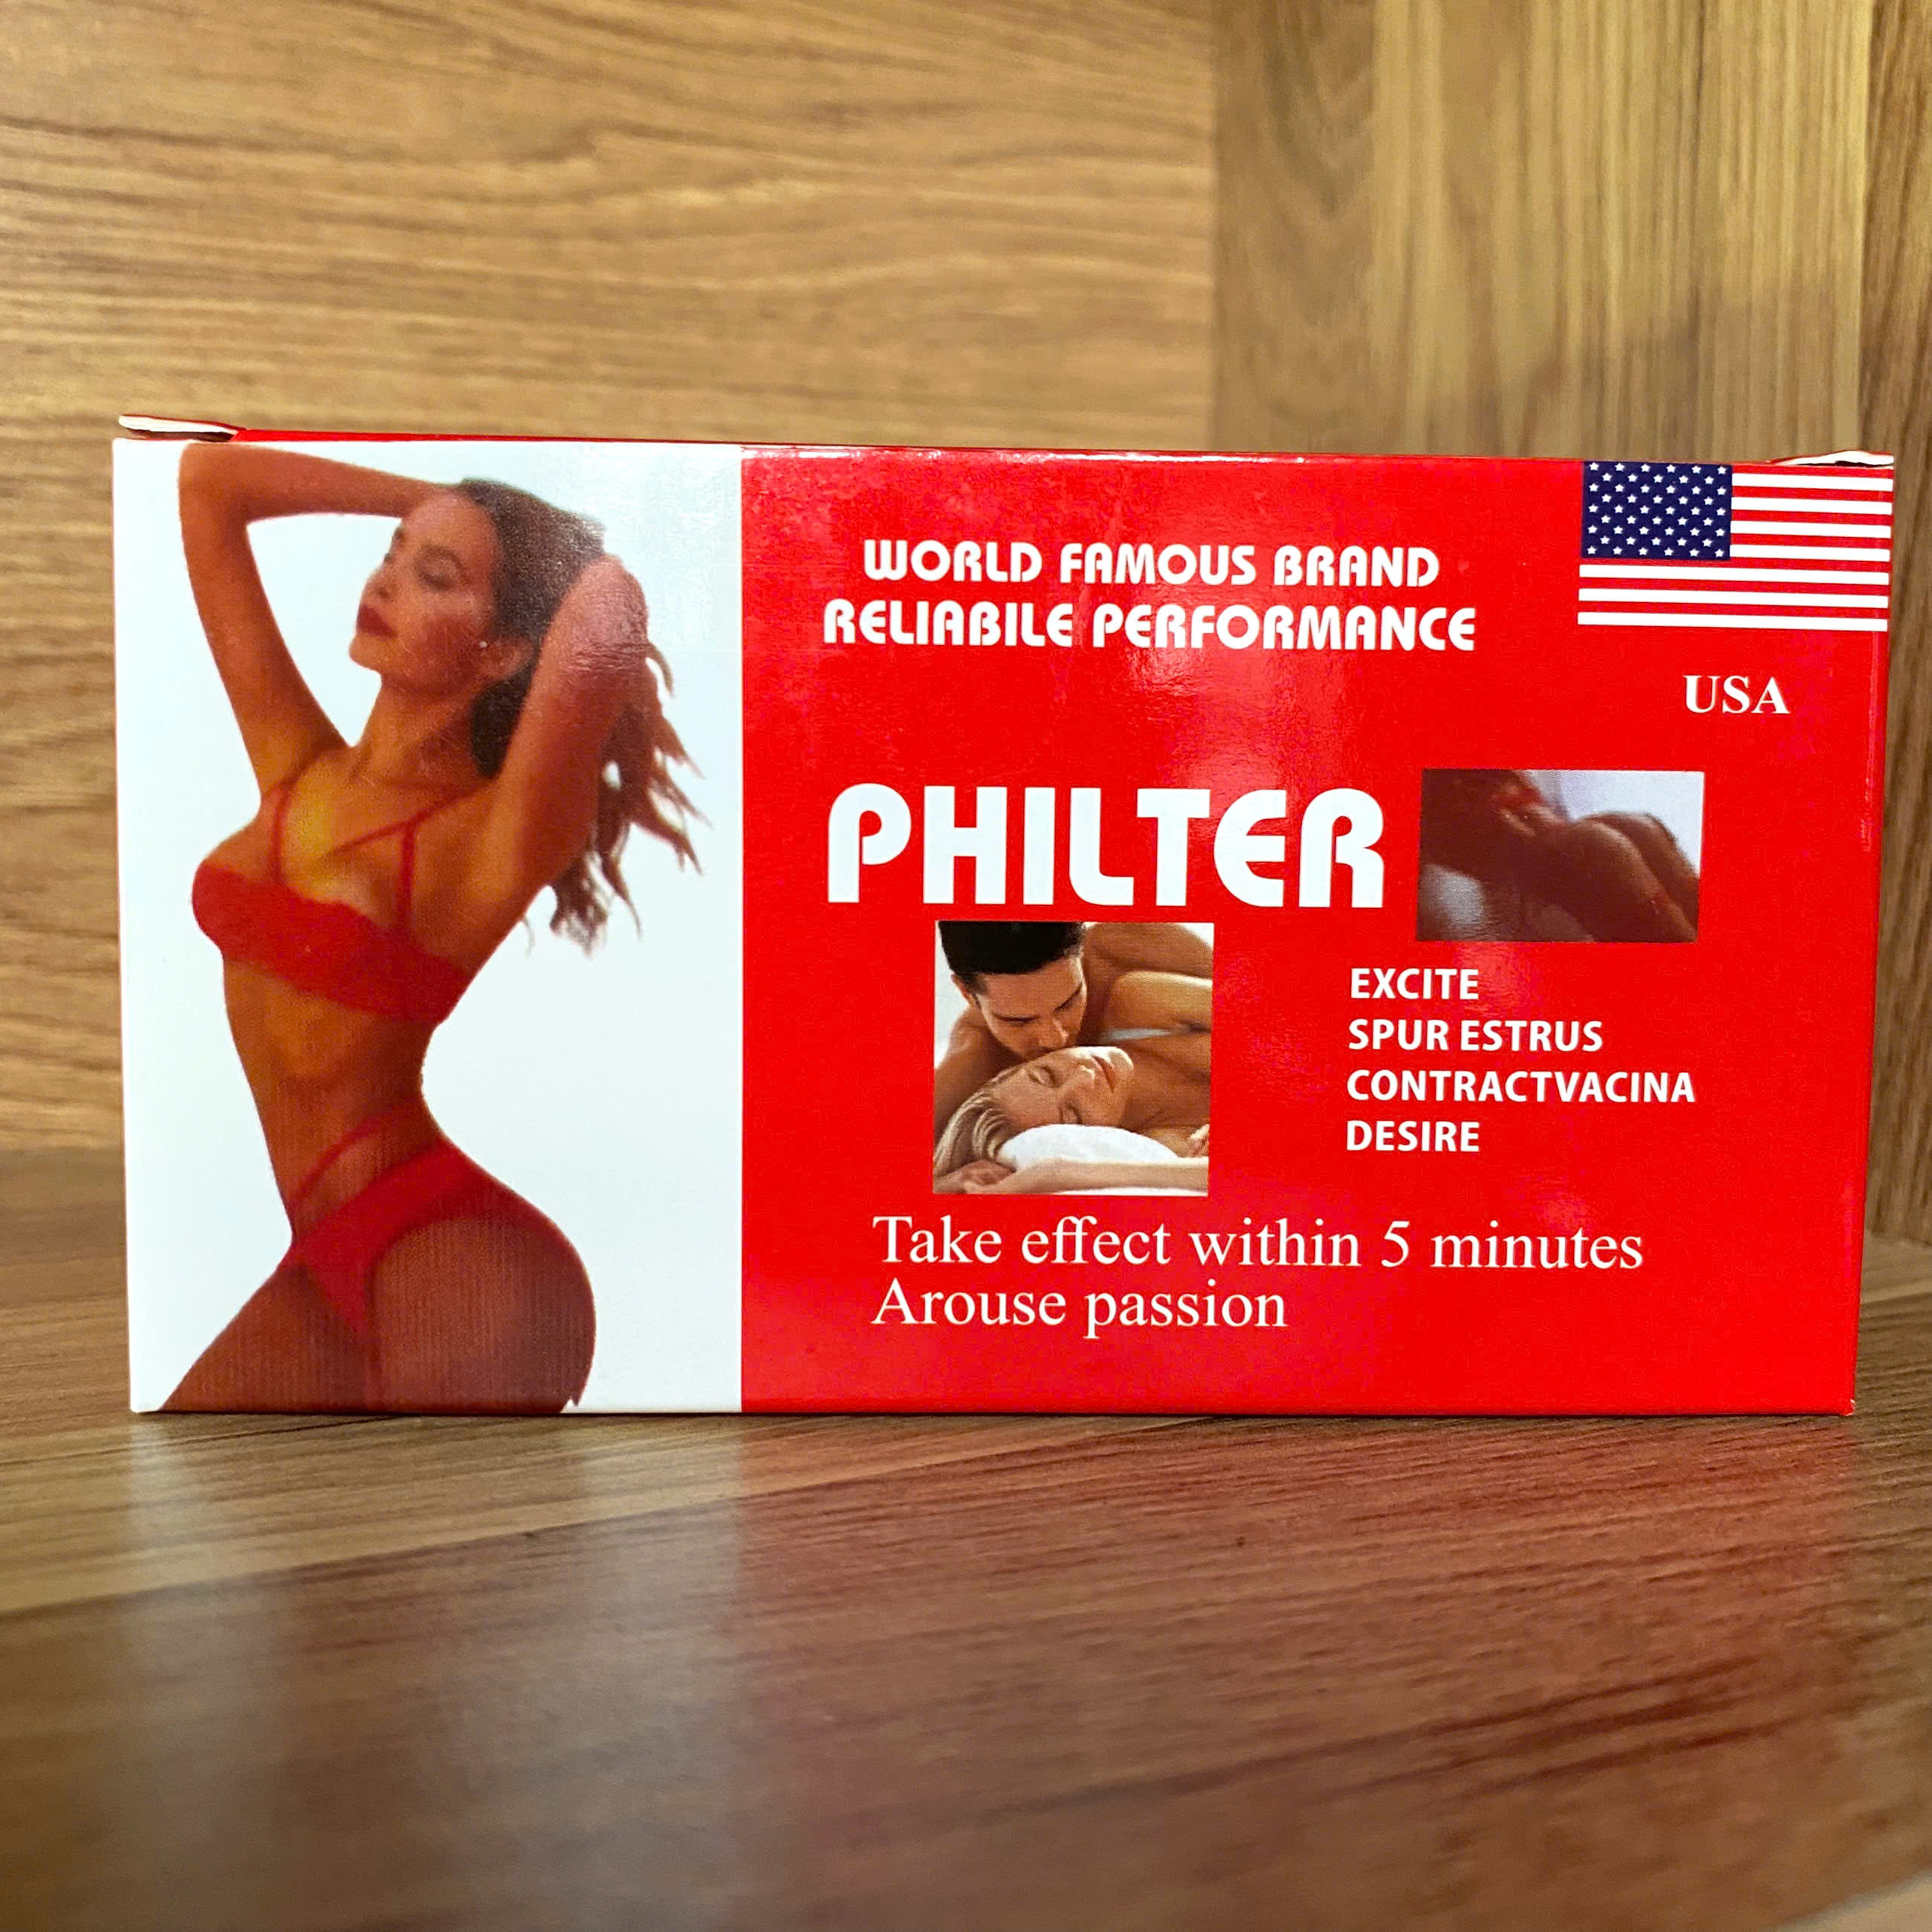 WORLD FAMOUS BRAND
RELIABILE PERFORMANCE
USA
PHILTER
EXCITE
SPUR ESTRUS
CONTRACTVACINA
DESIRE
Take effect within 5 minutes
Arouse passion